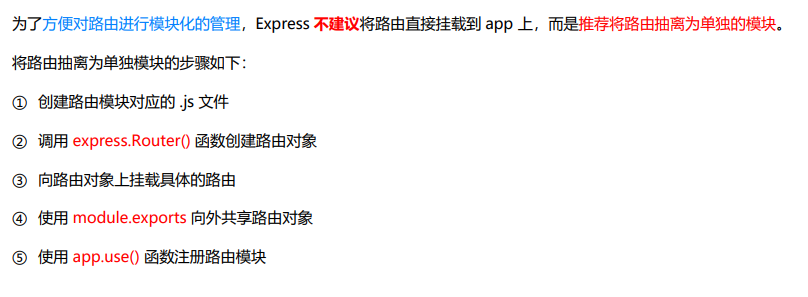 为了方便对路由进行模块化的管理，Express 不建议将路由直接挂载到 app 上，而是推荐将路由抽离为单独的模块。
将路由抽离为单独模块的步骤如下：
① 创建路由模块对应的 .js 文件
② 调用 express.Router() 函数创建路由对象
③ 向路由对象上挂载具体的路由
④ 使用 module.exports 向外共享路由对象
⑤ 使用 app.use() 函数注册路由模块